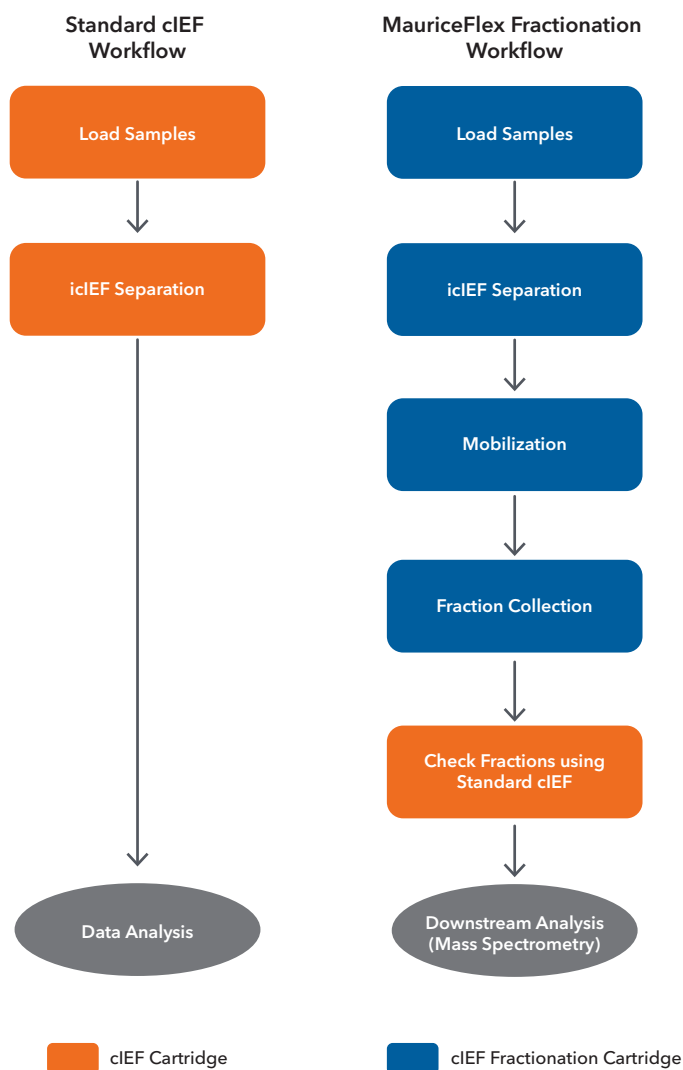 Standard cIEF
Workflow
Load Samples
icIEF Separation
Data Analysis
cIEF Cartridge
MauriceFlex Fractionation
Workflow
Load Samples
icIEF Separation
Mobilization
Fraction Collection
Check Fractions using
Standard cIEF
Downstream Analysis
(Mass Spectrometry)
cIEF Fractionation Cartridge